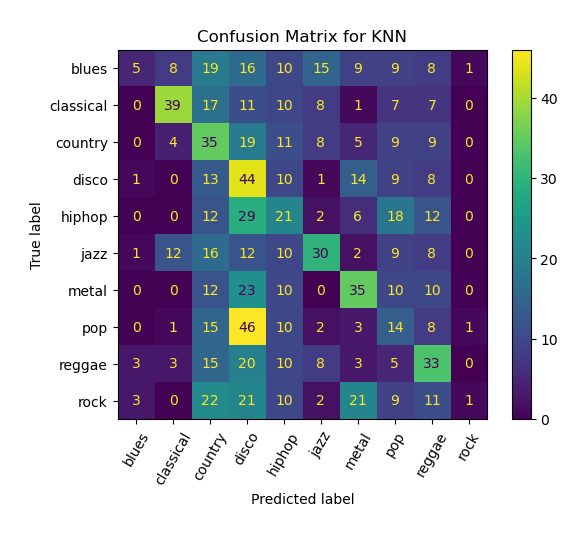 Confusion Matrix for KNN
True label
blues 5 8 19 16 10 15 9 9 8 1
classical 0 39 17 11 10 8 1 7 7 0
country 0 4 35 19 11 8 5 9 9 0
disco 1 0 13 44 10 1 14 9 8 0
hiphop 0 0 12 29 21 2 6 18 12 0
jazz 1 12 16 12 10 30 2 9 8 0
metal 0 0 12 23 10 0 35 10 10 0
pop 0 1 15 46 10 2 3 14 8 1
reggae 3 3 15 20 10 8 3 5 33 0
rock 3 0 22 21 10 2 21 9 11 1
blues classical country disco hiphop jazz metal pop reggae rock
Predicted label
40
30
20
10
0